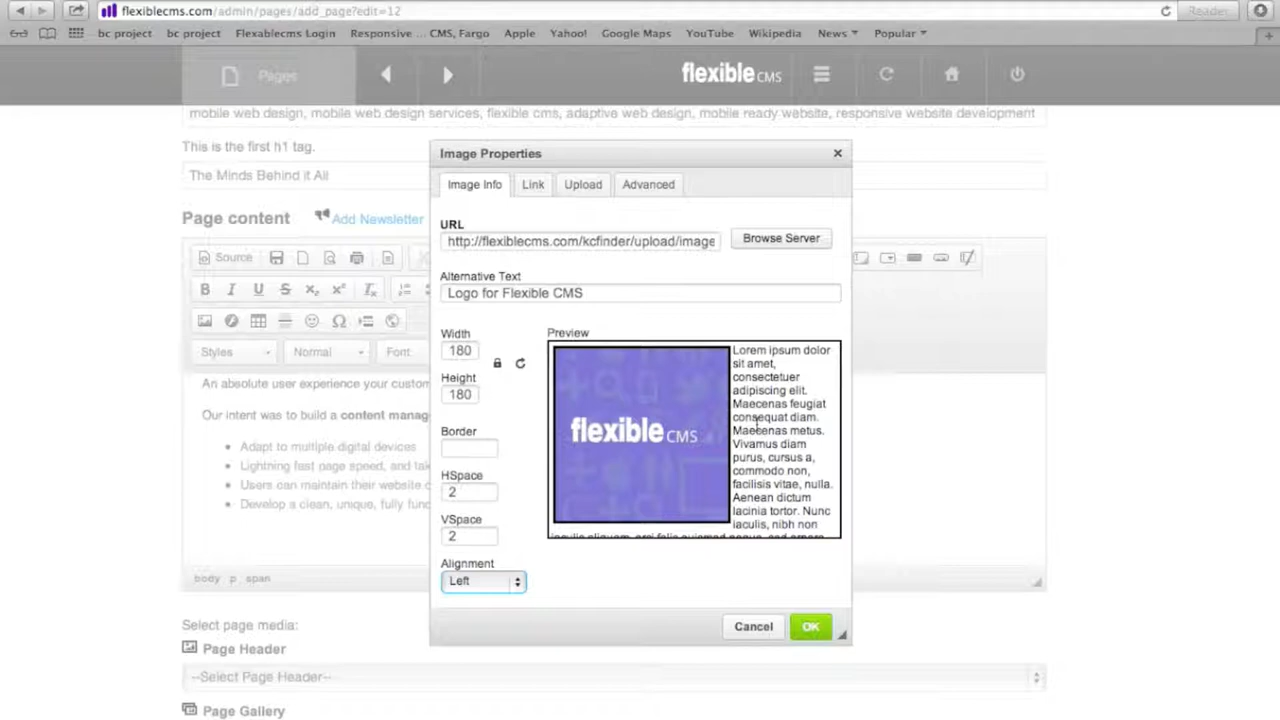 flexiblecms.com/admin/pages/add_page?edit=12
Reader
bc project bc project Flexablecms Login Responsive ... CMS, Fargo Apple Yahoo! Google Maps YouTube Wikipedia News Popular
Pages flexible CMS
mobile web design, mobile web design services, flexible cms, adaptive web design, mobile ready website, responsive website development
This is the first h1 tag.
The Minds Behind it All
Page content Add Newsletter
Source
B I U S x₂ x² Ix
Styles Normal Font
An absolute user experience your custom
Our intent was to build a content manag
Adapt to multiple digital devices
Lightning fast page speed, and tak
Users can maintain their website c
Develop a clean, unique, fully func
body p span
Select page media:
Page Header
--Select Page Header--
Page Gallery
Image Properties
Image Info Link Upload Advanced
URL
http://flexiblecms.com/kcfinder/upload/image
Browse Server
Alternative Text
Logo for Flexible CMS
Width
180
Height
180
Border
HSpace
2
VSpace
2
Alignment
Left
Preview
flexible CMS
Lorem ipsum dolor
sit amet,
consectetuer
adipiscing elit.
Maecenas feugiat
consequat diam.
Maecenas metus.
Vivamus diam
purus, cursus a,
commodo non,
facilisis vitae, nulla.
Aenean dictum
lacinia tortor. Nunc
iaculis, nibh non
Cancel OK